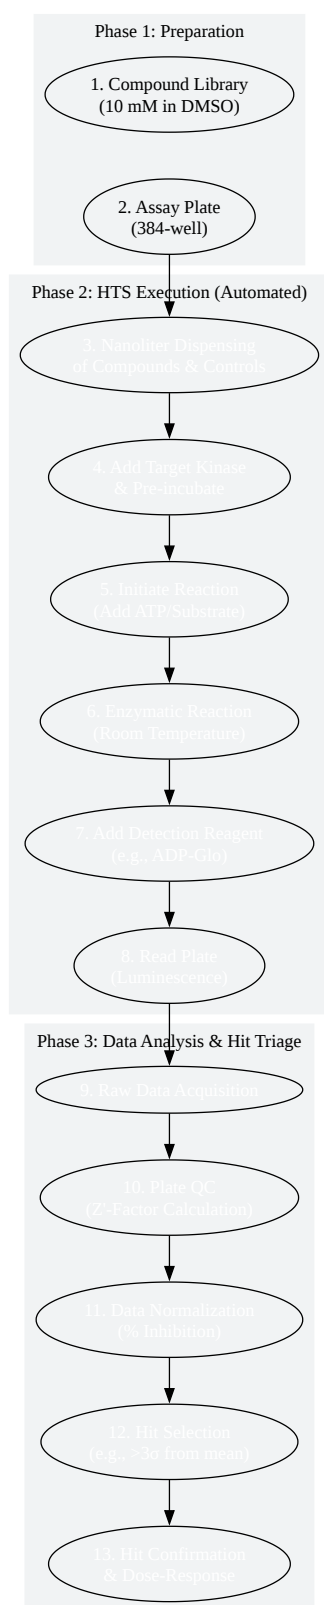 Phase 1: Preparation
1. Compound Library
(10 mM in DMSO)
2. Assay Plate
(384-well)
Phase 2: HTS Execution (Automated)
3. Nanoliter Dispensing
of Compounds & Controls
4. Add Target Kinase
& Pre-incubate
5. Initiate Reaction
(Add ATP/Substrate)
6. Enzymatic Reaction
(Room Temperature)
7. Add Detection Reagent
(e.g., ADP-Glo)
8. Read Plate
(Luminescence)
Phase 3: Data Analysis & Hit Triage
9. Raw Data Acquisition
10. Plate QC
(Z'-Factor Calculation)
11. Data Normalization
(% Inhibition)
12. Hit Selection
(e.g., >3σ from mean)
13. Hit Confirmation
& Dose-Response